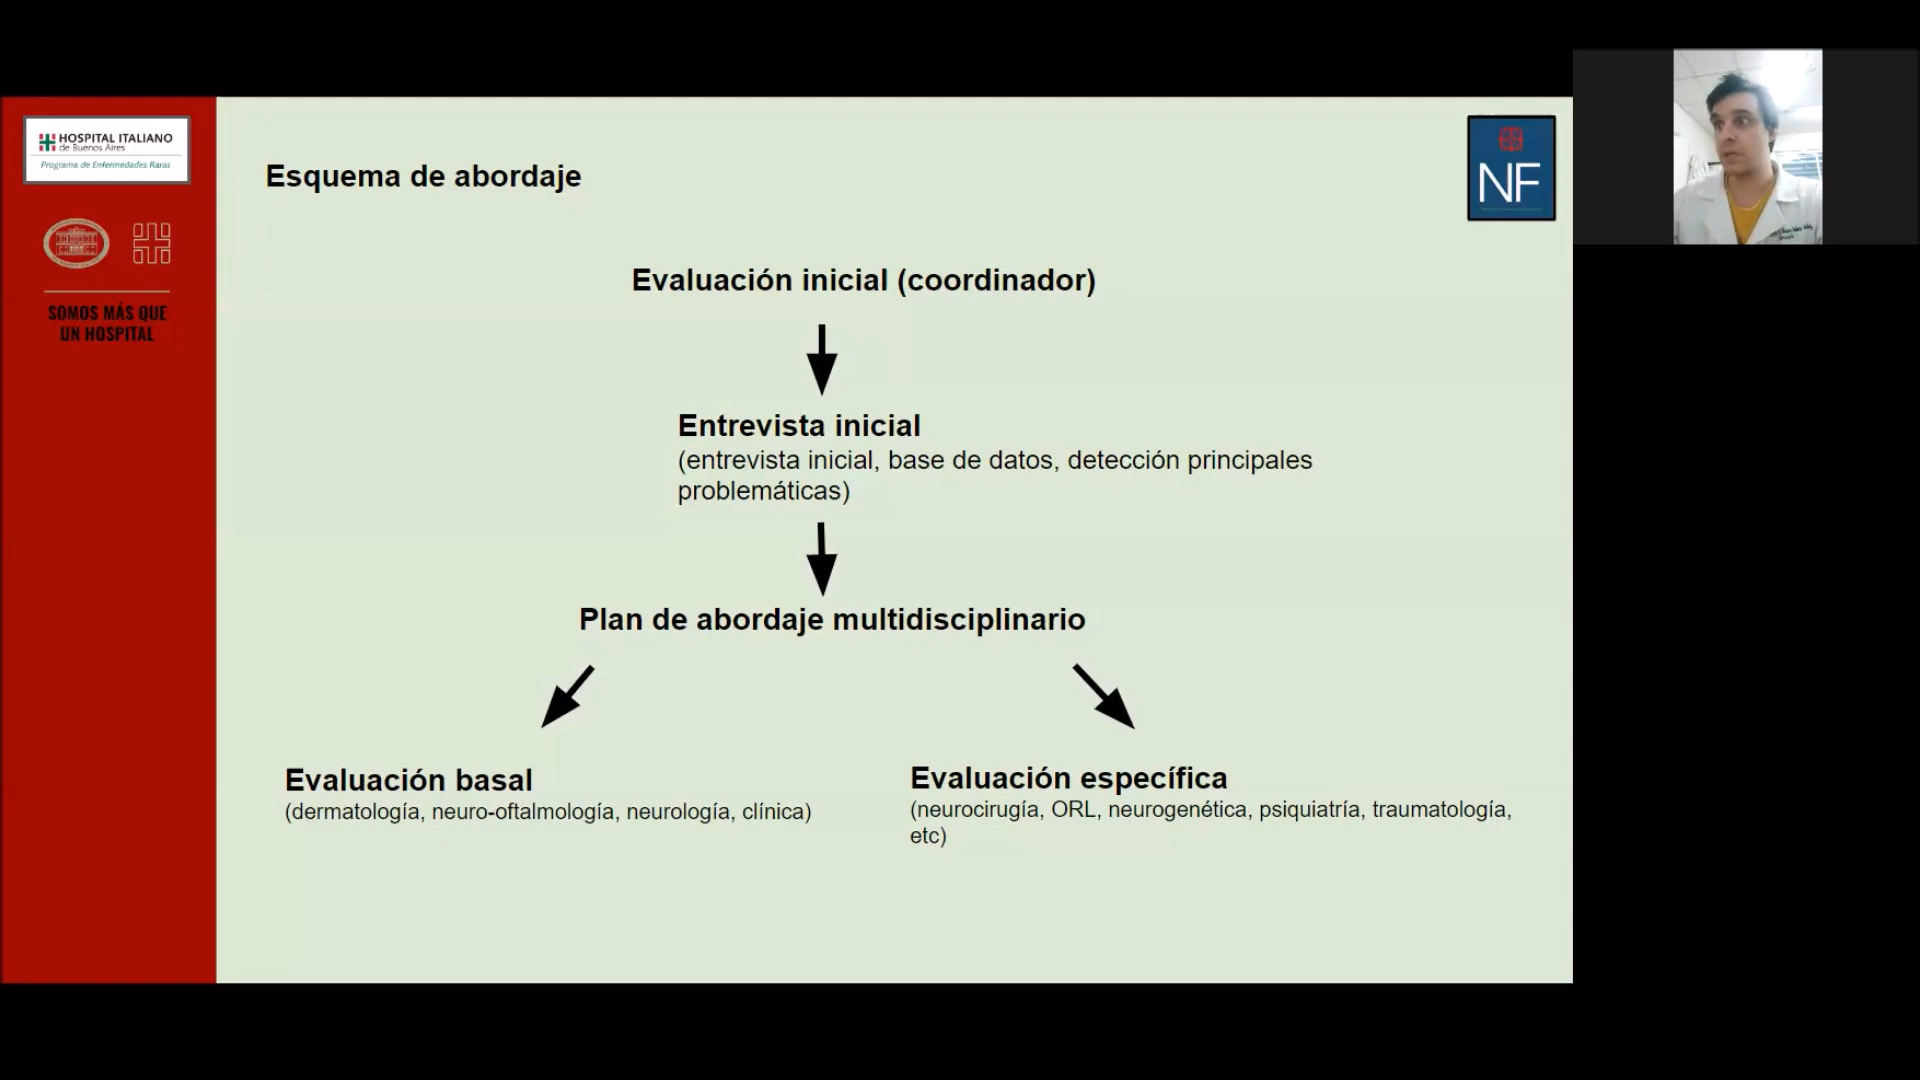 HOSPITAL ITALIANO
de Buenos Aires
Programa de Enfermedades Raras
SOMOS MÁS QUE
UN HOSPITAL
Esquema de abordaje
NF
Evaluación inicial (coordinador)
Entrevista inicial
(entrevista inicial, base de datos, detección principales
problemáticas)
Plan de abordaje multidisciplinario
Evaluación basal
(dermatología, neuro-oftalmología, neurología, clínica)
Evaluación específica
(neurocirugía, ORL, neurogenética, psiquiatría, traumatología,
etc)